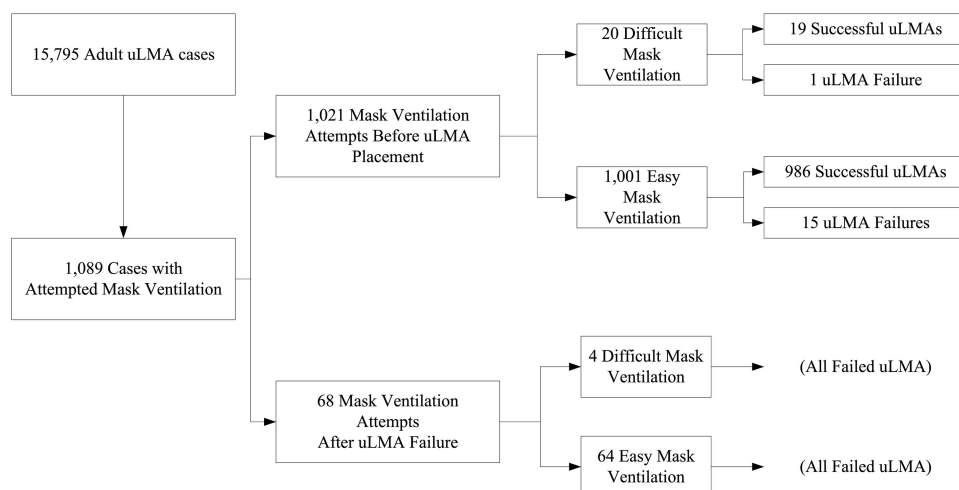 15,795 Adult uLMA cases
1,089 Cases with
Attempted Mask Ventilation
1,021 Mask Ventilation
Attempts Before uLMA
Placement
68 Mask Ventilation
Attempts
After uLMA Failure
20 Difficult
Mask
Ventilation
1,001 Easy
Mask
Ventilation
4 Difficult Mask
Ventilation
64 Easy Mask
Ventilation
19 Successful uLMAs
1 uLMA Failure
986 Successful uLMAs
15 uLMA Failures
(All Failed uLMA)
(All Failed uLMA)